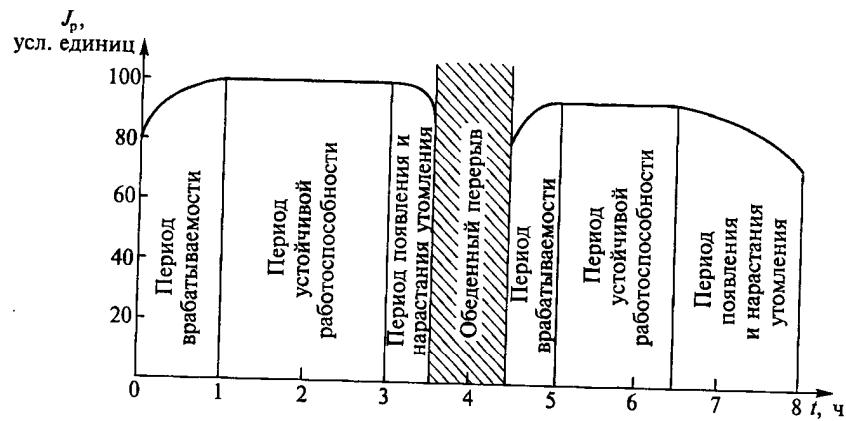 Jр,
усл. единиц
100
80
60
40
20
Период
врабатываемости
Период
устойчивой
работоспособности
Период появления и
нарастания утомления
Обеденный перерыв
Период
врабатываемости
Период
устойчивой
работоспособности
Период
появления
и нарастания
утомления
0
1
2
3
4
5
6
7
8 t, ч